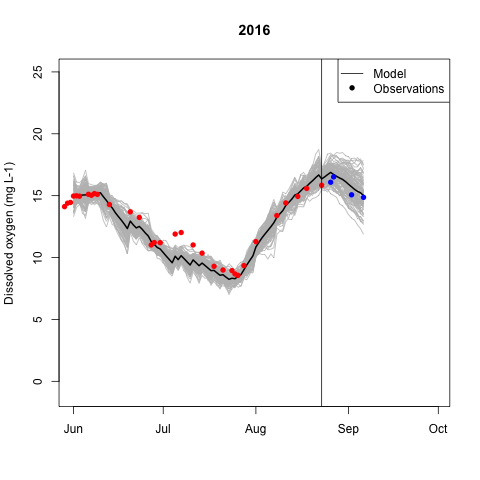 2016
Model
Observations
Dissolved oxygen (mg L-1)
25
20
15
10
5
0
Jun
Jul
Aug
Sep
Oct